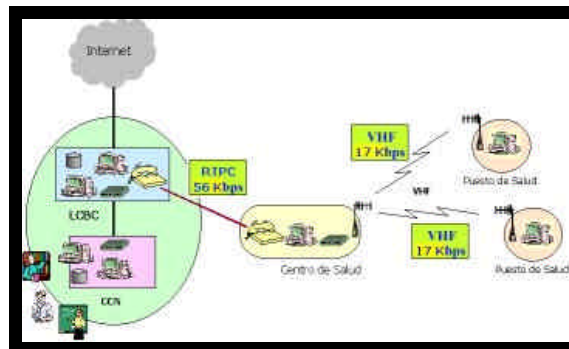 Internet
RTPC
56 Kbps
VHF
17 Kbps
Puesto de Salud
VHF
VHF
17 Kbps
Puesto de Salud
Centro de Salud
LCBC
CCN